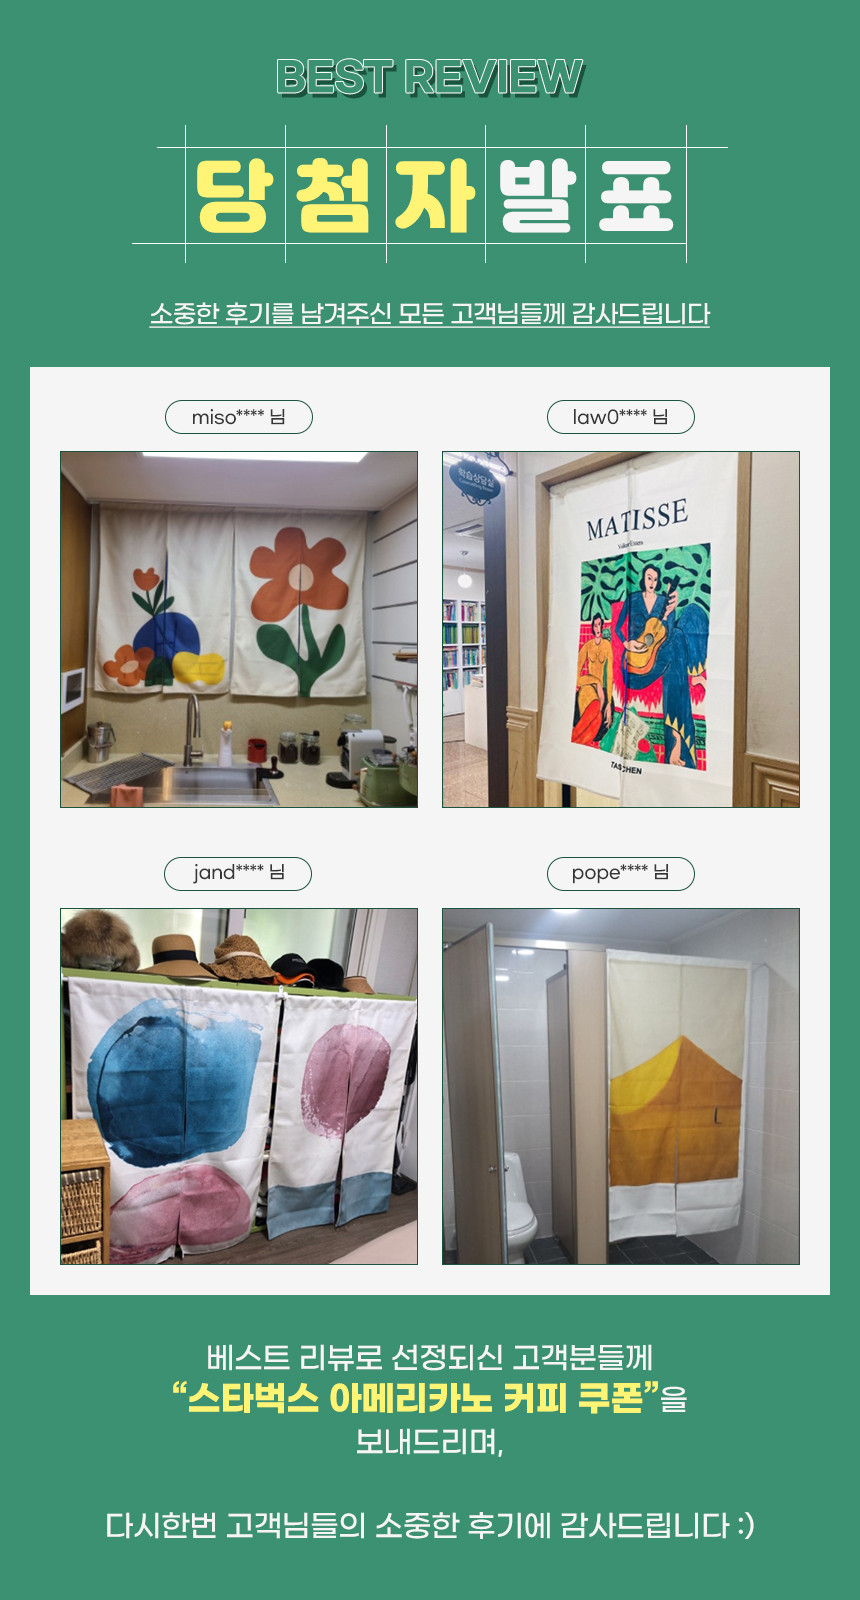 BEST REVIEW
당첨자발표
소중한 후기를 남겨주신 모든 고객님들께 감사드립니다
miso**** 님
law0**** 님
학습상담실
MATISSE
TASCHEN
jand**** 님
pope**** 님
베스트 리뷰로 선정되신 고객분들께
“스타벅스 아메리카노 커피 쿠폰”을
보내드리며,
다시한번 고객님들의 소중한 후기에 감사드립니다 :)